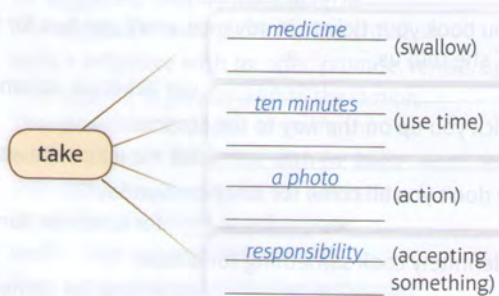 medicine
(swallow)
ten minutes
(use time)
take
a photo
(action)
responsibility
(accepting
something)